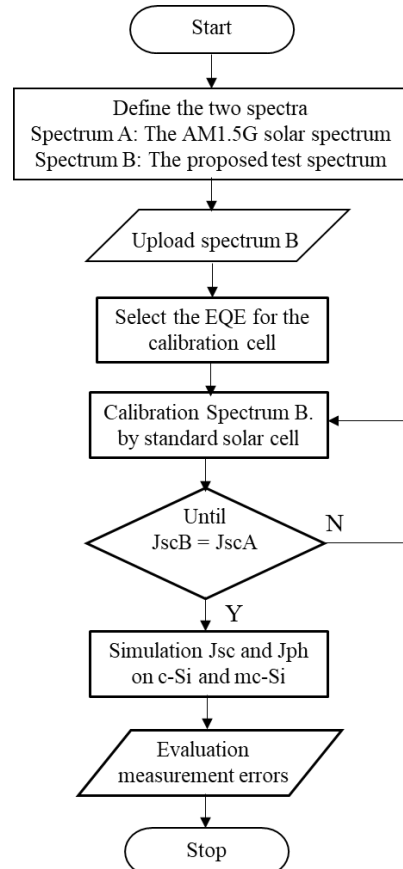 Start
Define the two spectra
Spectrum A: The AM1.5G solar spectrum
Spectrum B: The proposed test spectrum
Upload spectrum B
Select the EQE for the
calibration cell
Calibration Spectrum B.
by standard solar cell
Until
JscB = JscA
N
Y
Simulation Jsc and Jph
on c-Si and mc-Si
Evaluation
measurement errors
Stop